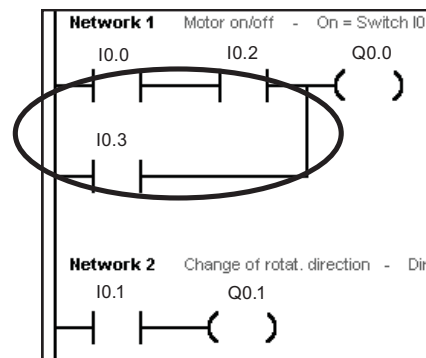 Network 1 Motor on/off - On = Switch I0
I0.0 I0.2 Q0.0
I0.3
Network 2 Change of rotat. direction - Dir
I0.1 Q0.1